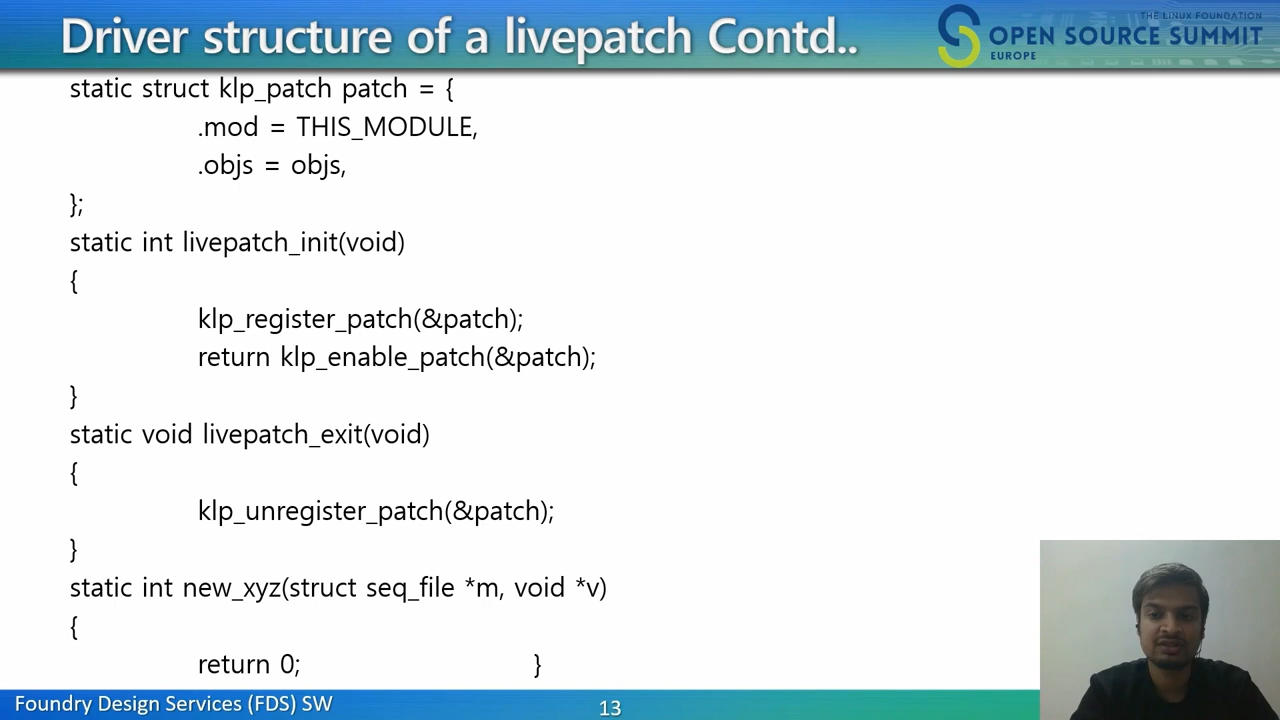 Driver structure of a livepatch Contd..
THE LINUX FOUNDATION
OPEN SOURCE SUMMIT
EUROPE
static struct klp_patch patch = {
.mod = THIS_MODULE,
.objs = objs,
};
static int livepatch_init(void)
{
klp_register_patch(&patch);
return klp_enable_patch(&patch);
}
static void livepatch_exit(void)
{
klp_unregister_patch(&patch);
}
static int new_xyz(struct seq_file *m, void *v)
{
return 0; }
Foundry Design Services (FDS) SW
13